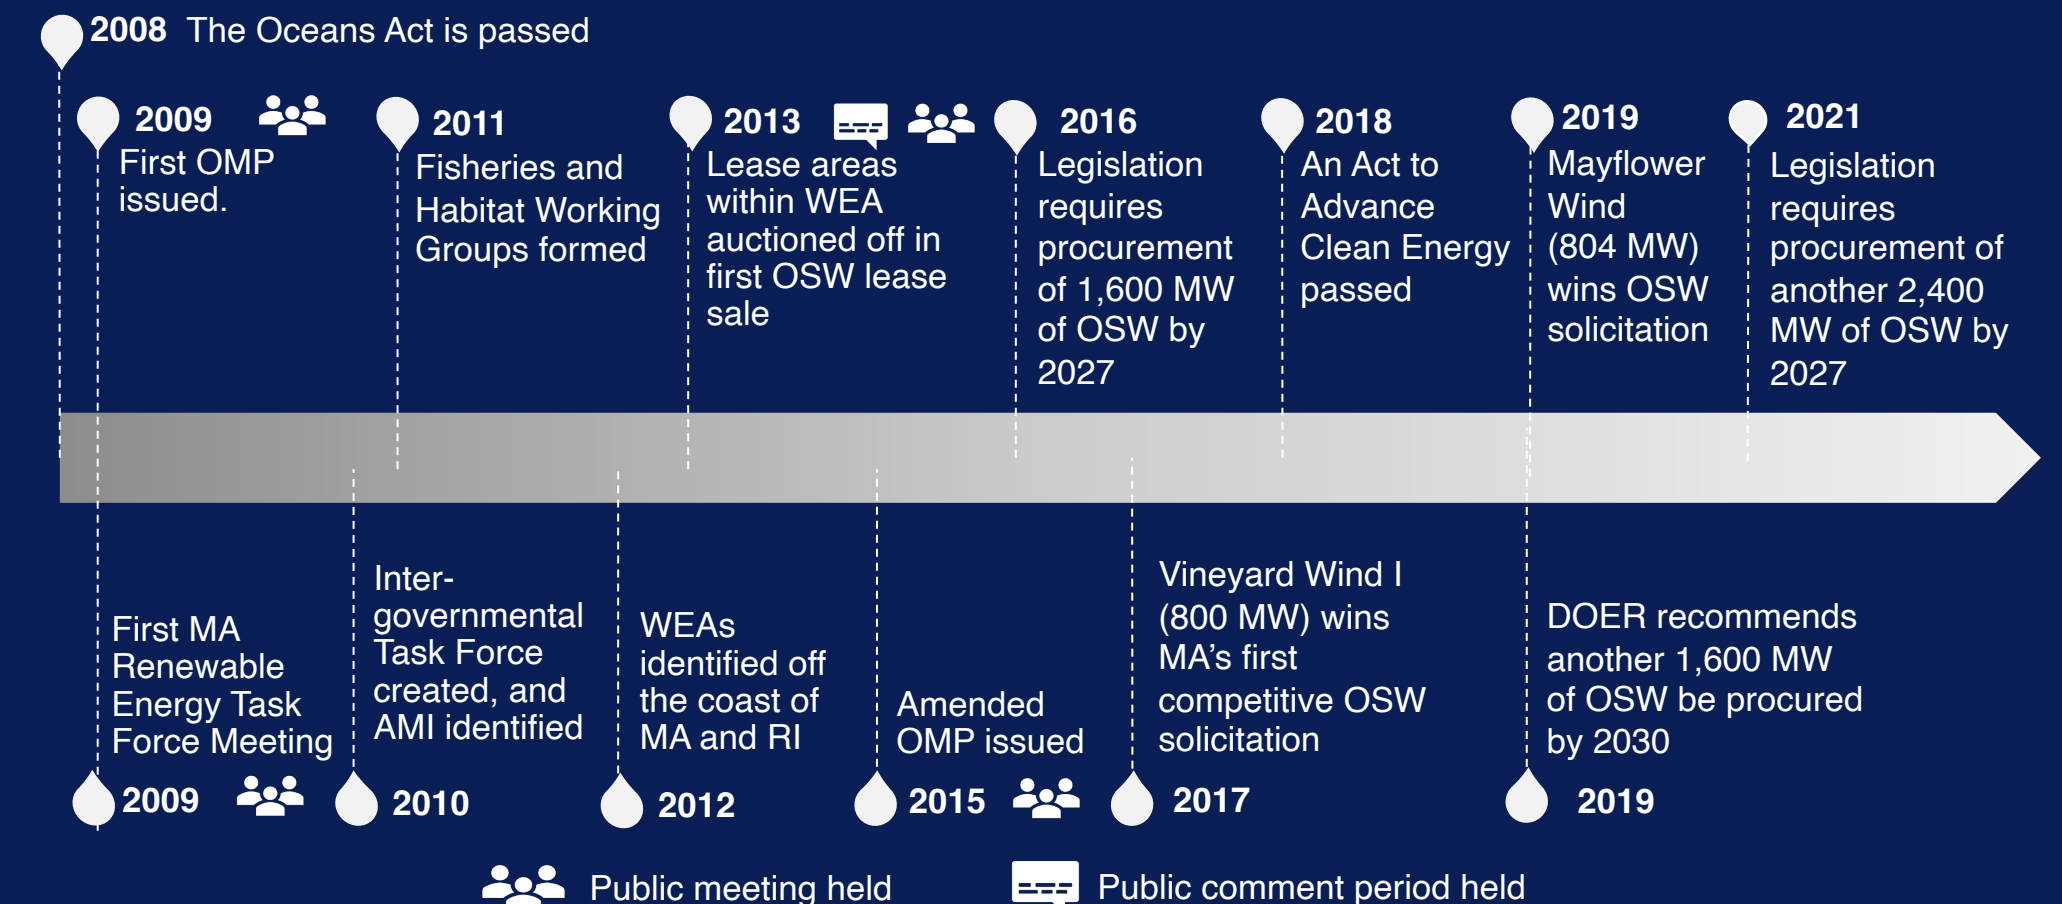 2008 The Oceans Act is passed
2009
First OMP
issued.
2011
Fisheries and
Habitat Working
Groups formed
2013
Lease areas
within WEA
auctioned off in
first OSW lease
sale
2016
Legislation
requires
procurement
of 1,600 MW
of OSW by
2027
2018
An Act to
Advance
Clean Energy
passed
2019
Mayflower
Wind
(804 MW)
wins OSW
solicitation
2021
Legislation
requires
procurement of
another 2,400
MW of OSW by
2027
First MA
Renewable
Energy Task
Force Meeting
2009
Inter-
governmental
Task Force
created, and
AMI identified
2010
WEAs
identified off
the coast of
MA and RI
2012
Amended
OMP issued
2015
Vineyard Wind I
(800 MW) wins
MA's first
competitive OSW
solicitation
2017
DOER recommends
another 1,600 MW
of OSW be procured
by 2030
2019
Public meeting held
Public comment period held